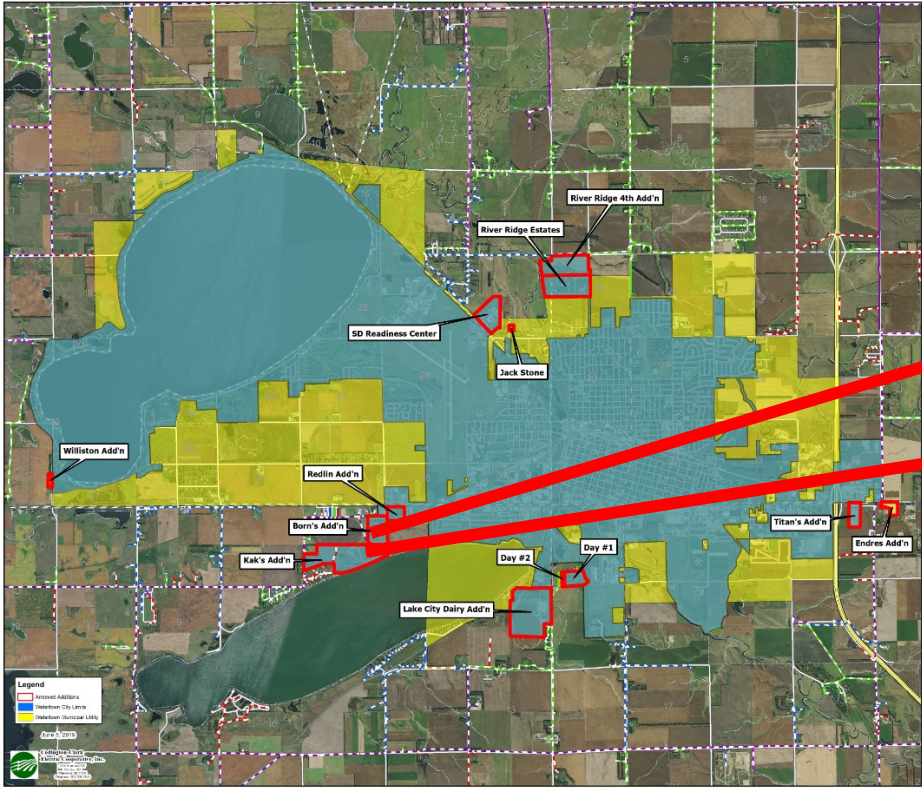 River Ridge 4th Add'n
River Ridge Estates
SD Readiness Center
Jack Stone
Williston Add'n
Redlin Add'n
Born's Add'n
Titan's Add'n
Endres Add'n
Kak's Add'n
Day #2
Day #1
Lake City Dairy Add'n
Legend
Annexed Additions
Watertown City Limits
Watertown Municipal Utility
June 5, 2019
Codington-Clark
Electric Cooperative, Inc.